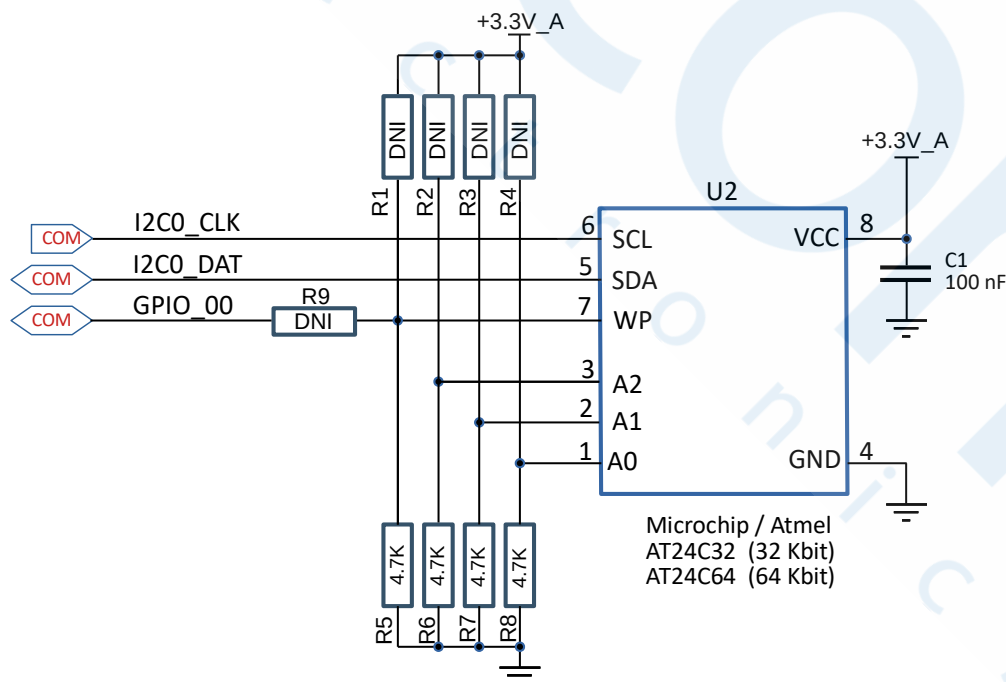 +3.3V_A
DNI
DNI
DNI
DNI
R1
R2
R3
R4
+3.3V_A
U2
COM
I2C0_CLK
6
SCL
VCC
8
C1
100 nF
COM
I2C0_DAT
5
SDA
COM
GPIO_00
R9
DNI
7
WP
3
A2
2
A1
1
A0
GND
4
Microchip / Atmel
AT24C32 (32 Kbit)
AT24C64 (64 Kbit)
4.7K
4.7K
4.7K
4.7K
R5
R6
R7
R8